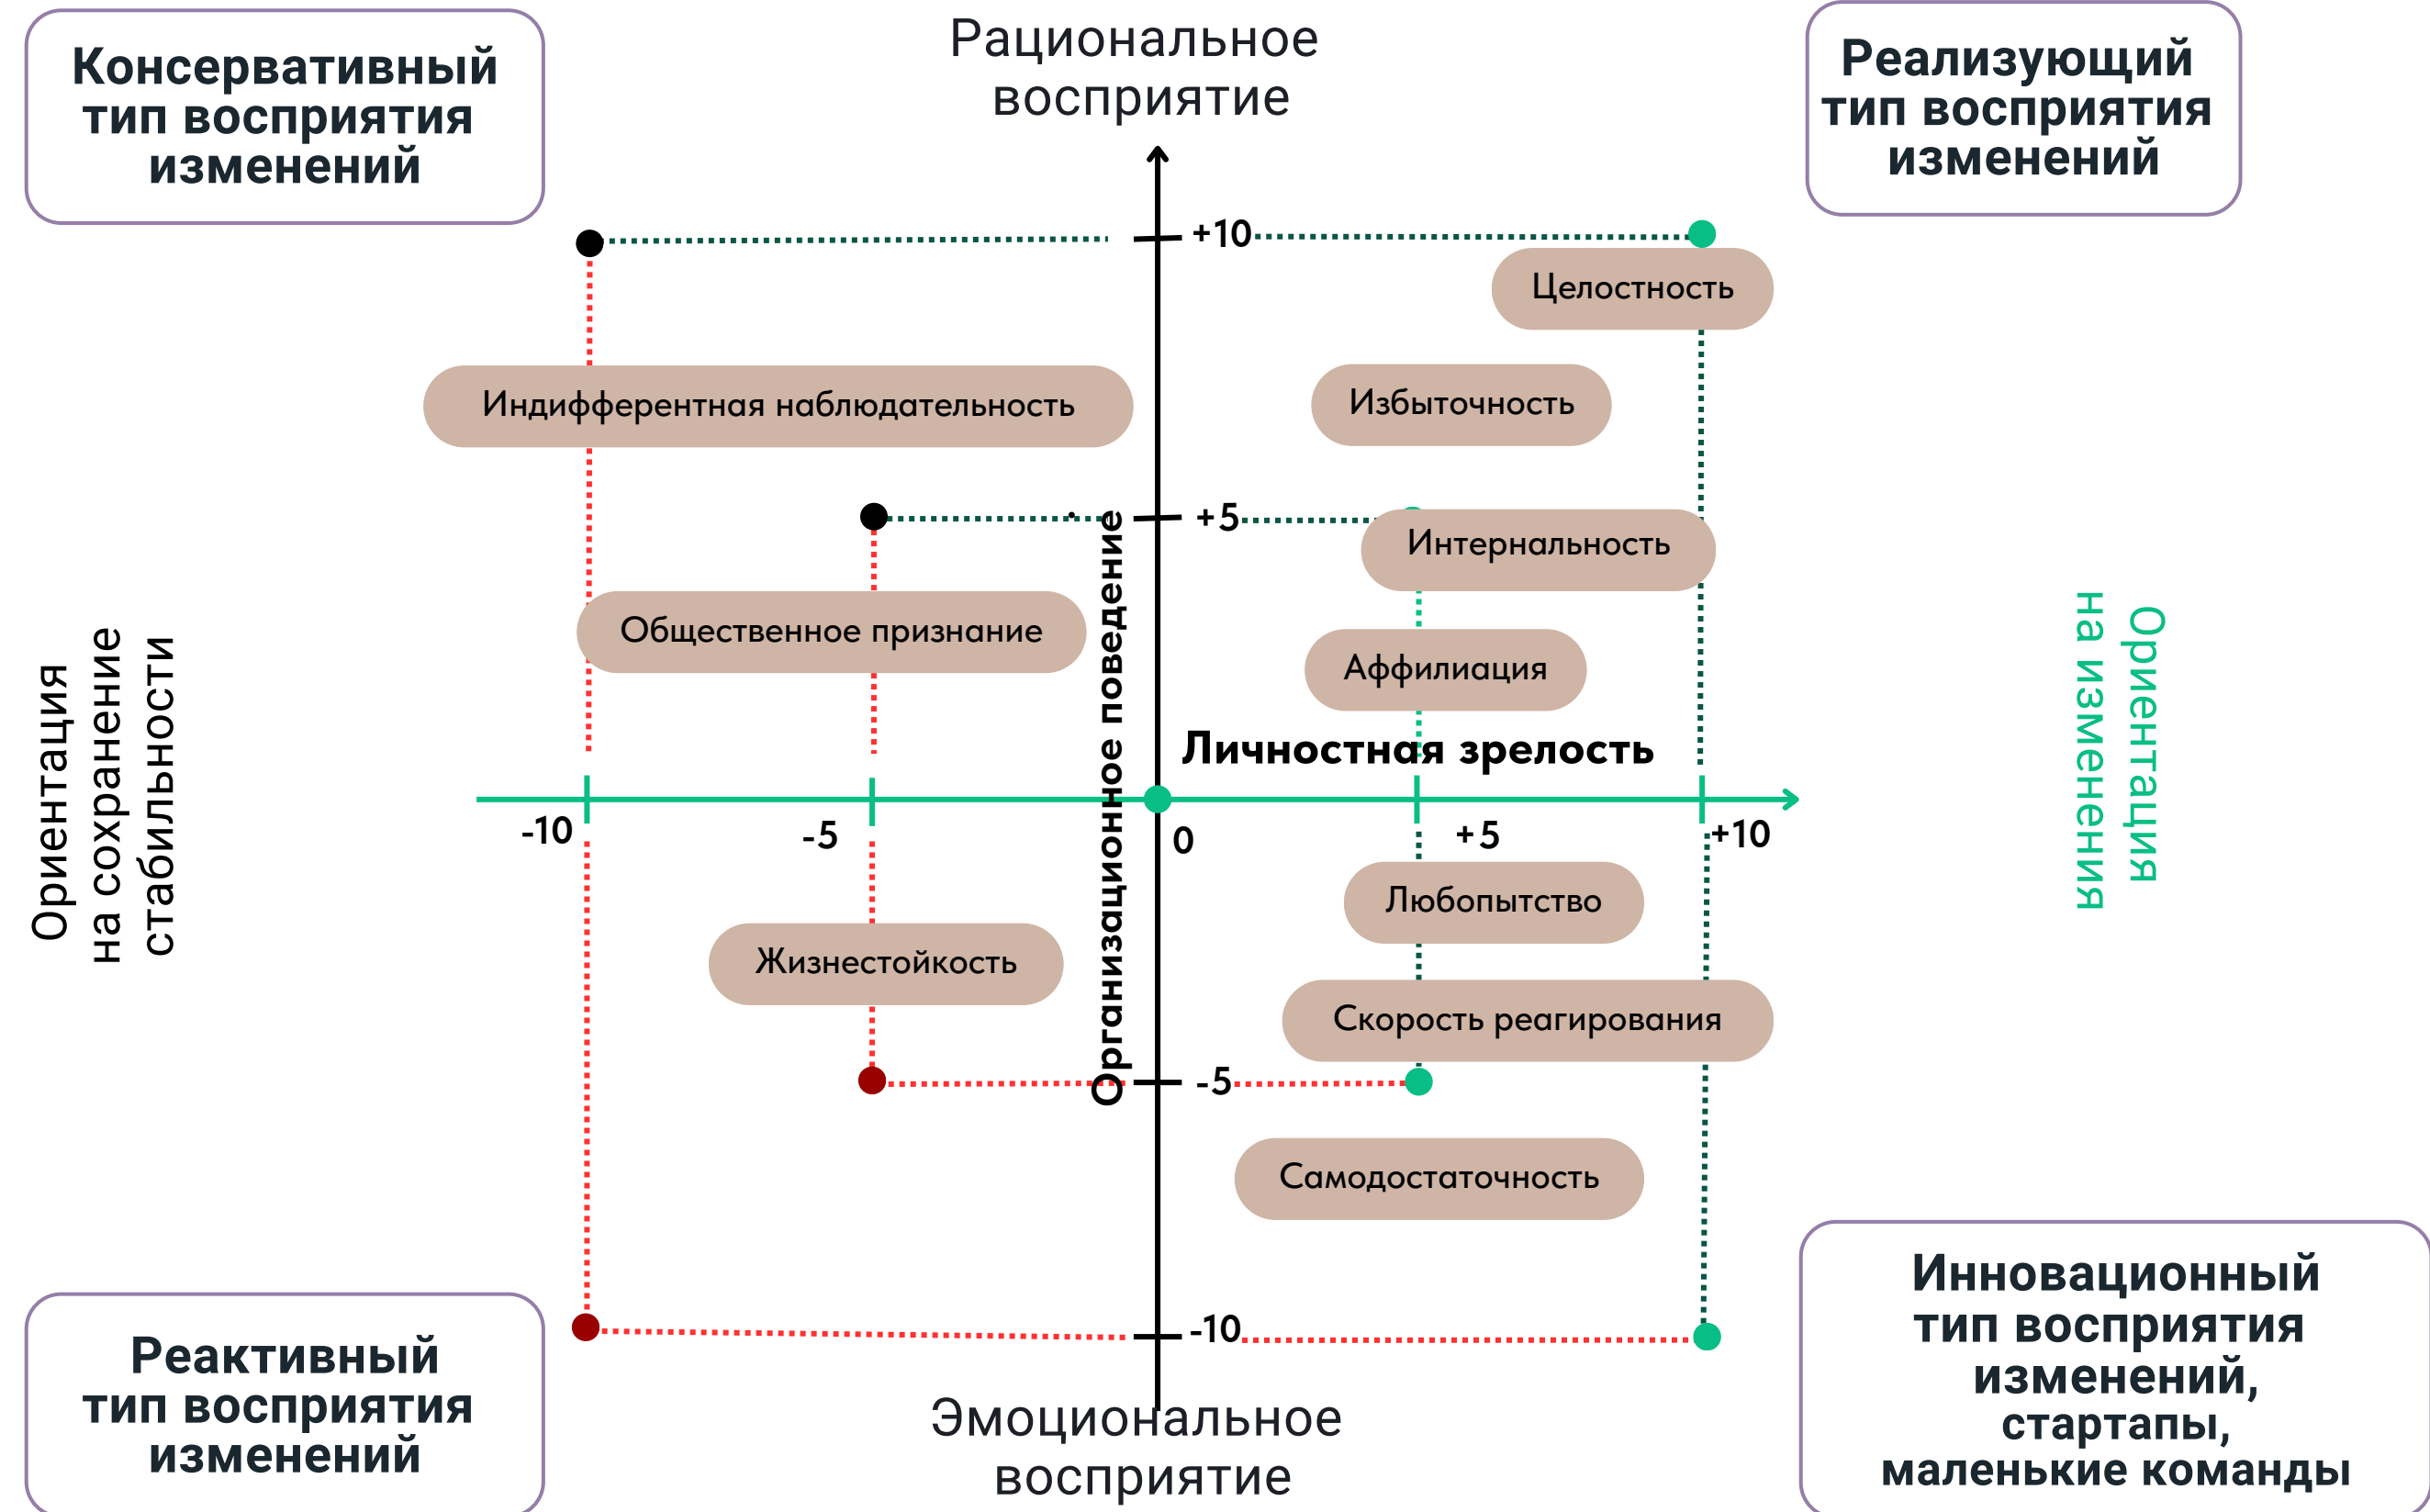 Консервативный
тип восприятия
изменений
Рациональное
восприятие
Реализующий
тип восприятия
изменений
+10
Целостность
Индифферентная наблюдательность
Избыточность
+5
Интернальность
Общественное признание
Аффилиация
Ориентация
на сохранение
стабильности
Организационное поведение
Личностная зрелость
Ориентация
на изменения
-10
-5
0
+5
+10
Любопытство
Жизнестойкость
Скорость реагирования
-5
Самодостаточность
-10
Реактивный
тип восприятия
изменений
Эмоциональное
восприятие
Инновационный
тип восприятия
изменений,
стартапы,
маленькие команды